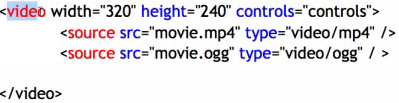 <video width="320" height="240" controls="controls">
<source src="movie.mp4" type="video/mp4" />
<source src="movie.ogg" type="video/ogg" / >
</video>